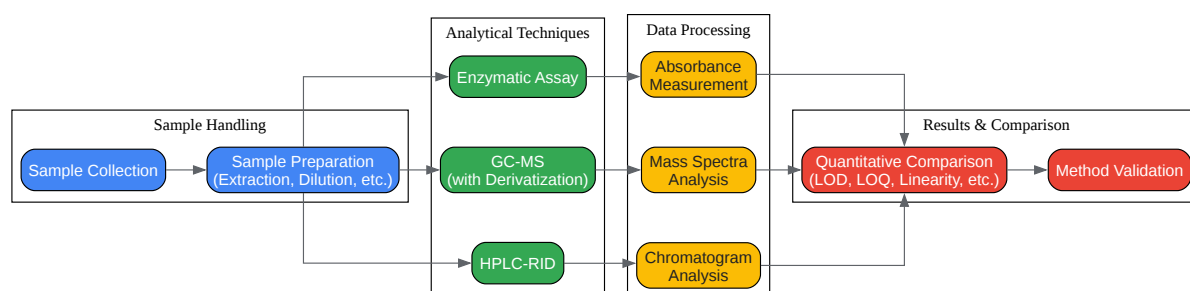 Sample Handling
Sample Collection
Sample Preparation
(Extraction, Dilution, etc.)
Analytical Techniques
Enzymatic Assay
GC-MS
(with Derivatization)
HPLC-RID
Data Processing
Absorbance
Measurement
Mass Spectra
Analysis
Chromatogram
Analysis
Results & Comparison
Quantitative Comparison
(LOD, LOQ, Linearity, etc.)
Method Validation